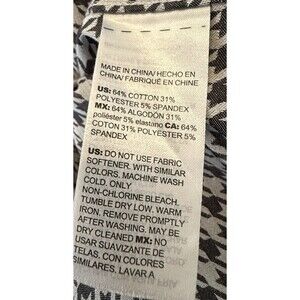 MADE IN CHINA/ HECHO EN
CHINA/ FABRIQUÉ EN CHINE
US: 64% COTTON 31%
POLYESTER 5% SPANDEX
MX: 64% ALGODÓN 31%
poliéster 5% elastano CA: 64%
COTON 31% POLYESTER 5%
SPANDEX
US: DO NOT USE FABRIC
SOFTENER. WITH SIMILAR
COLORS. MACHINE WASH
COLD. ONLY
NON-CHLORINE BLEACH.
TUMBLE DRY LOW, WARM
IRON. REMOVE PROMPTLY
AFTER WASHING. MAY BE
DRY CLEANED MX: NO
USAR SUAVIZANTE DE
TELAS. CON COLORES
SIMILARES. LAVAR A